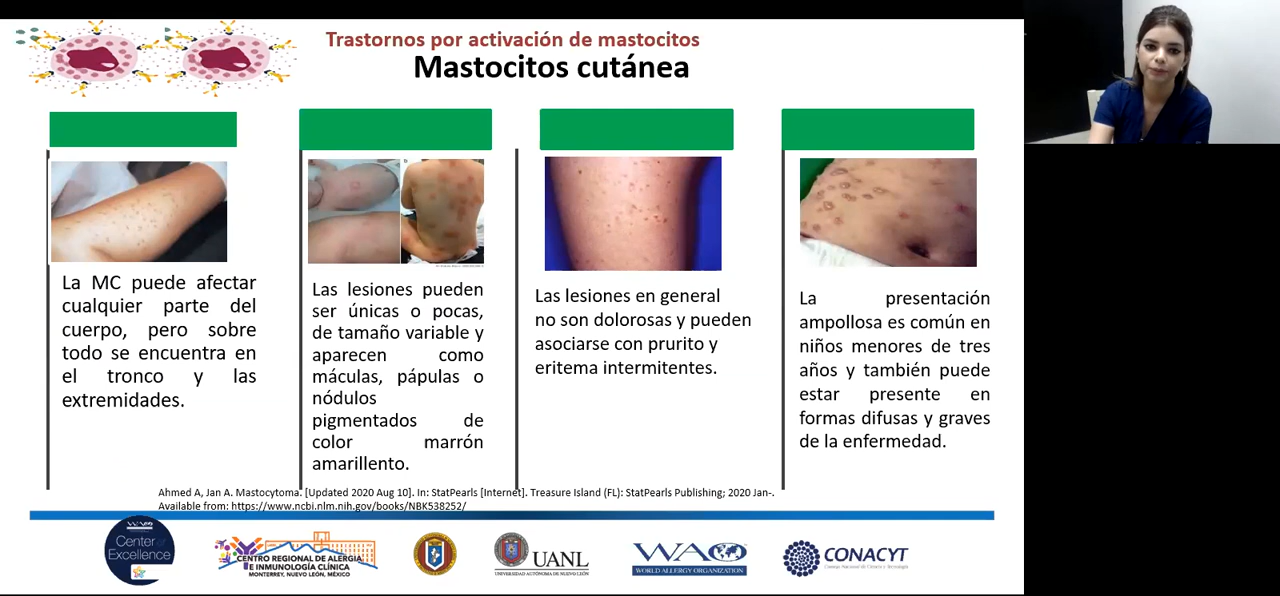 Trastornos por activación de mastocitos
Mastocitos cutánea
La MC puede afectar
cualquier parte del
cuerpo, pero sobre
todo se encuentra en
el tronco y las
extremidades.
Las lesiones pueden
ser únicas o pocas,
de tamaño variable y
aparecen como
máculas, pápulas o
nódulos
pigmentados de
color marrón
amarillento.
Las lesiones en general
no son dolorosas y pueden
asociarse con prurito y
eritema intermitentes.
La presentación
ampollosa es común en
niños menores de tres
años y también puede
estar presente en
formas difusas y graves
de la enfermedad.
Ahmed A, Jan A. Mastocytoma. [Updated 2020 Aug 10]. In: StatPearls [Internet]. Treasure Island (FL): StatPearls Publishing; 2020 Jan-.
Available from: https://www.ncbi.nlm.nih.gov/books/NBK538252/
WAO
Center of
Excellence
CENTRO REGIONAL DE ALERGIA
E INMUNOLOGÍA CLÍNICA
MONTERREY, NUEVO LEÓN, MÉXICO
UANL
UNIVERSIDAD AUTÓNOMA DE NUEVO LEÓN
WAO
WORLD ALLERGY ORGANIZATION
CONACYT
Consejo Nacional de Ciencia y Tecnología